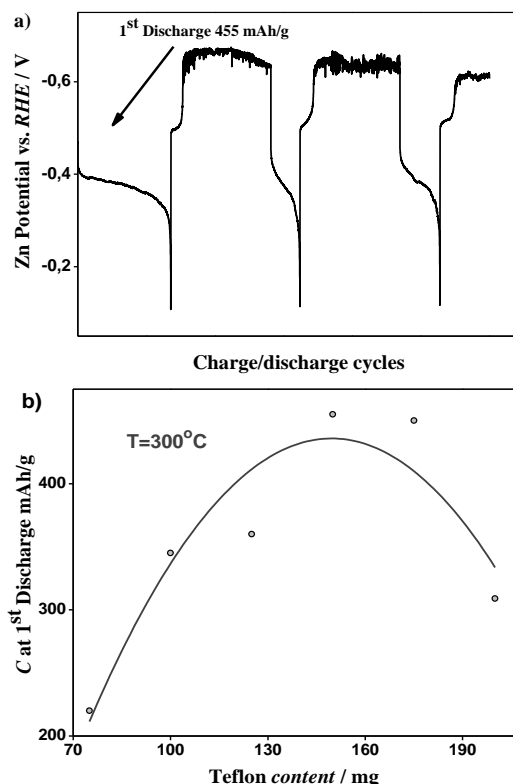 a)
1st Discharge 455 mAh/g
-0,6
-0,4
-0,2
Zn Potential vs. RHE / V
Charge/discharge cycles
b)
T=300°C
400
300
200
C at 1st Discharge mAh/g
70 100 130 160 190
Teflon content / mg